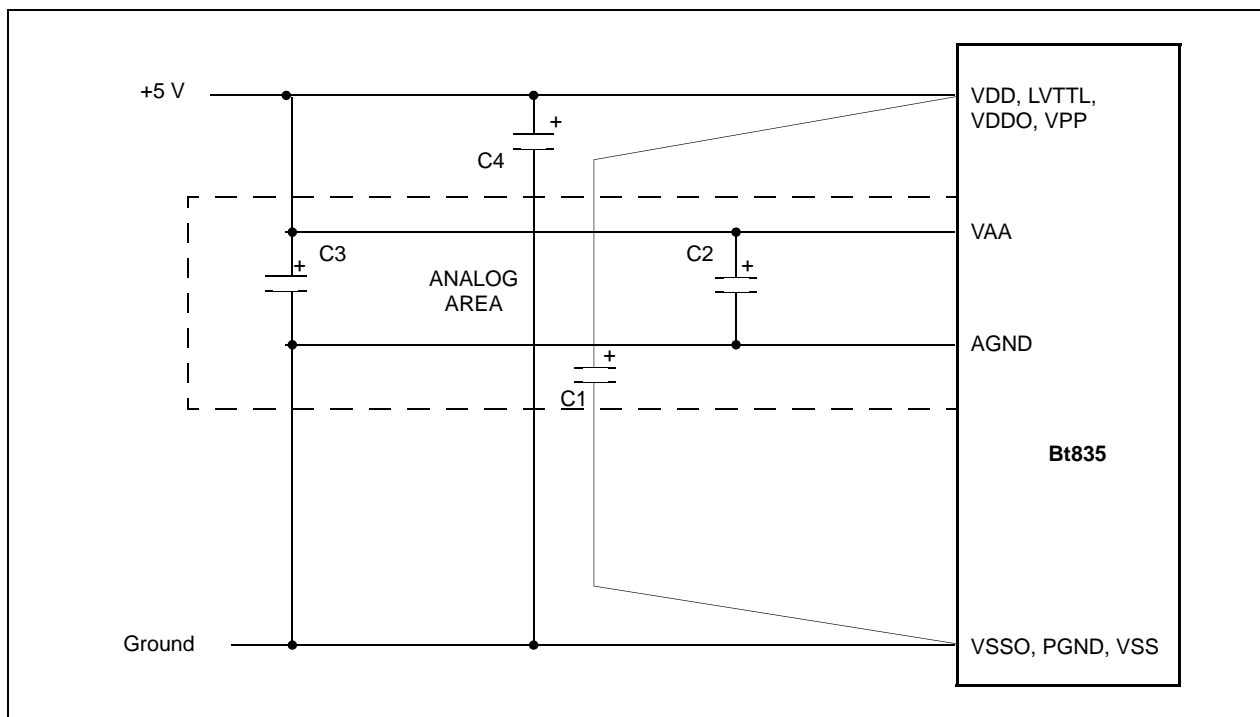 +5 V
VDD, LVTTL,
VDDO, VPP
+
C4
VAA
C3
+
C2
+
ANALOG
AREA
AGND
+
C1
Bt835
Ground
VSSO, PGND, VSS